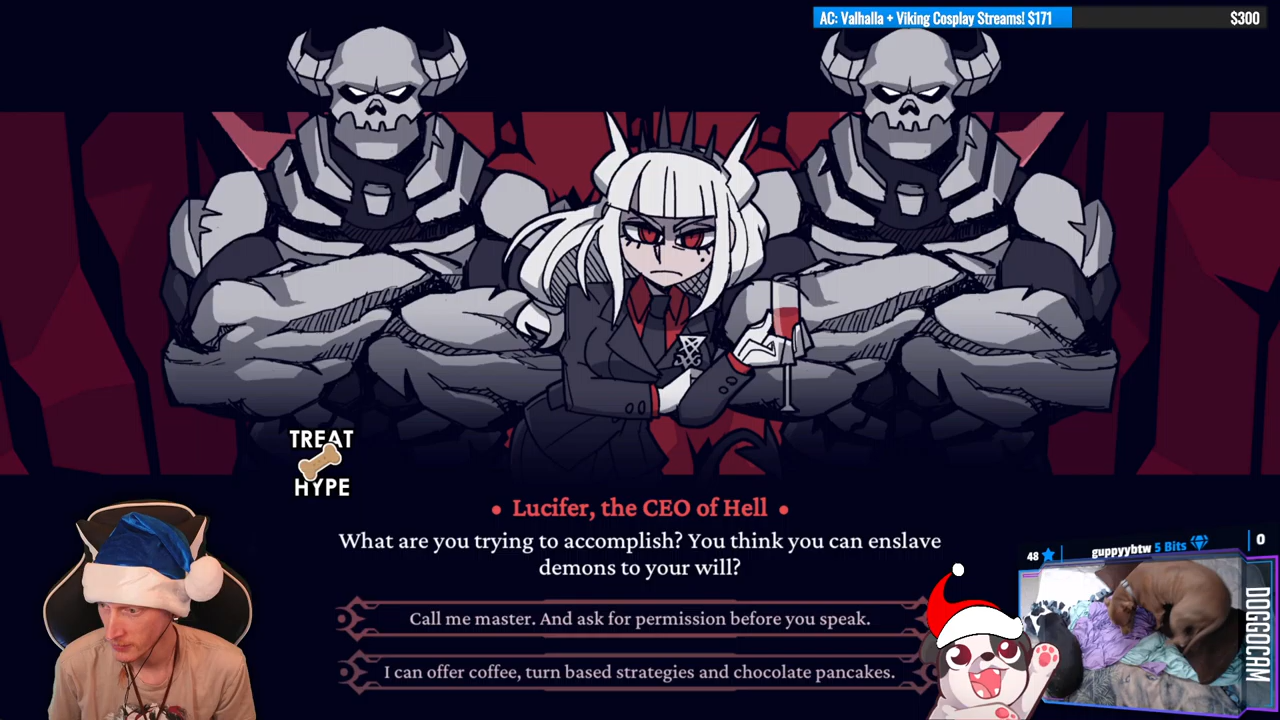 AC: Valhalla + Viking Cosplay Streams! $171
$300
TREAT
HYPE
• Lucifer, the CEO of Hell •
What are you trying to accomplish? You think you can enslave
demons to your will?
Call me master. And ask for permission before you speak.
I can offer coffee, turn based strategies and chocolate pancakes.
48
guppyybtw 5 Bits
0
DOGGOCAM